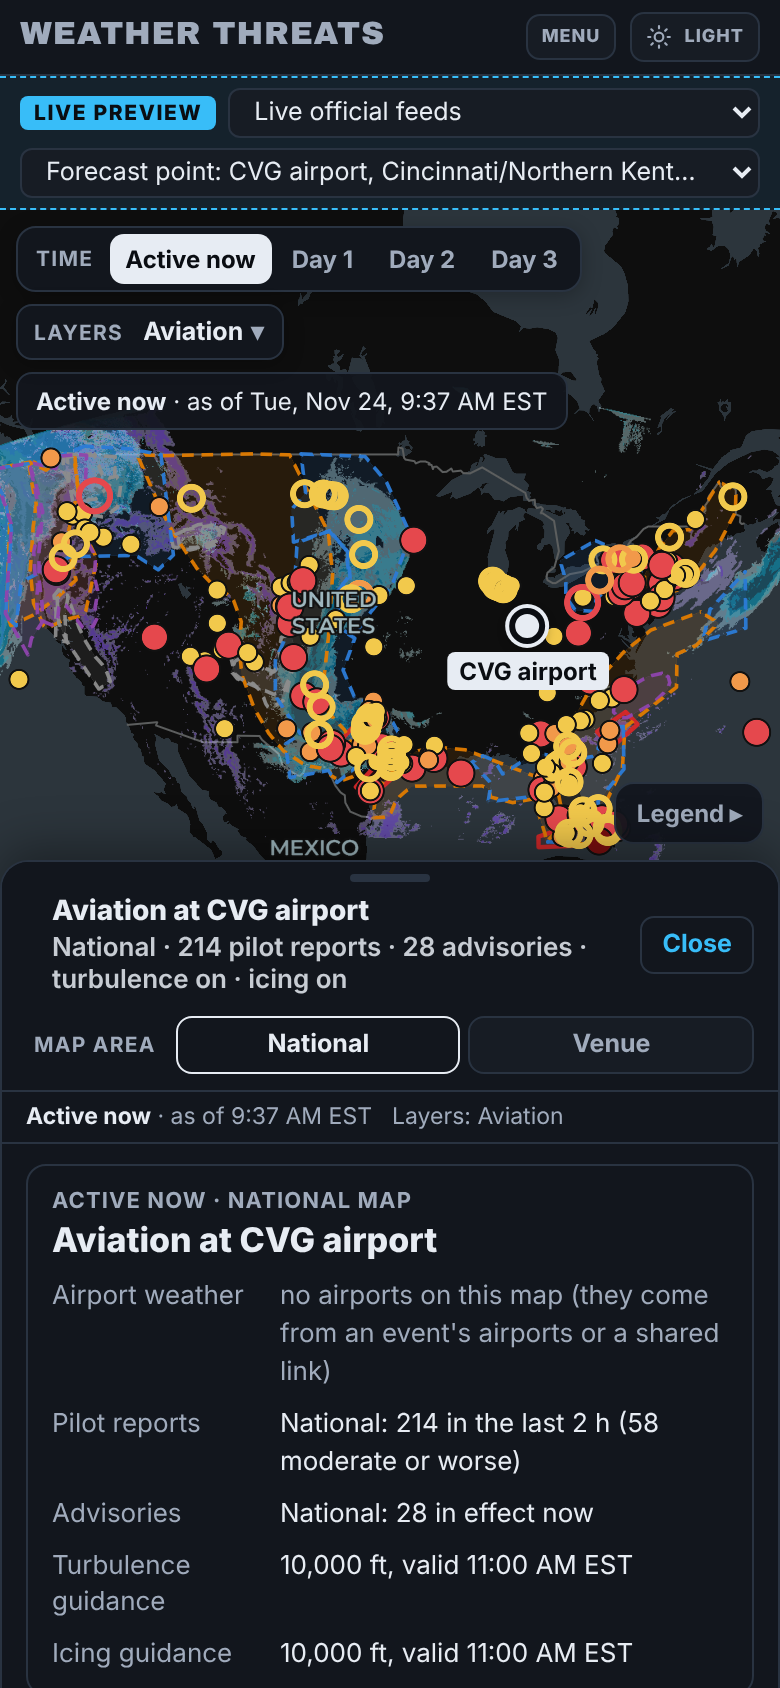 WEATHER THREATS
MENU
LIGHT
LIVE PREVIEW
Live official feeds
Forecast point: CVG airport, Cincinnati/Northern Kent...
TIME
Active now
Day 1
Day 2
Day 3
LAYERS
Aviation ▾
Active now · as of Tue, Nov 24, 9:37 AM EST
UNITED
STATES
CVG airport
Legend ▸
MEXICO
Aviation at CVG airport
National · 214 pilot reports · 28 advisories ·
turbulence on · icing on
Close
MAP AREA
National
Venue
Active now · as of 9:37 AM EST Layers: Aviation
ACTIVE NOW · NATIONAL MAP
Aviation at CVG airport
Airport weather
no airports on this map (they come
from an event's airports or a shared
link)
Pilot reports
National: 214 in the last 2 h (58
moderate or worse)
Advisories
National: 28 in effect now
Turbulence
guidance
10,000 ft, valid 11:00 AM EST
Icing guidance
10,000 ft, valid 11:00 AM EST